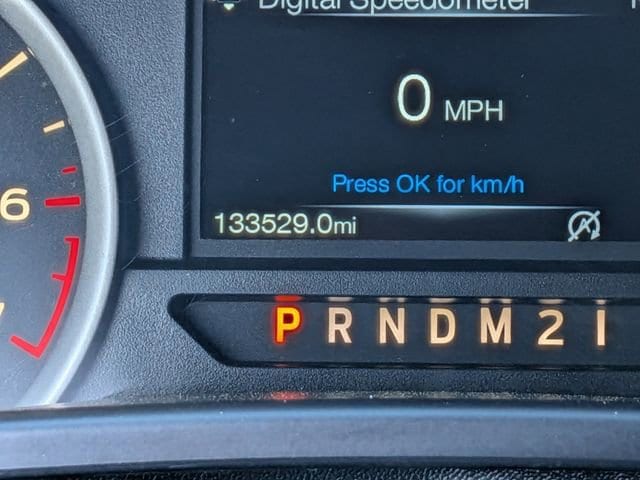 Digital Speedometer
0 MPH
Press OK for km/h
133529.0mi
6
P R N D M 2 1